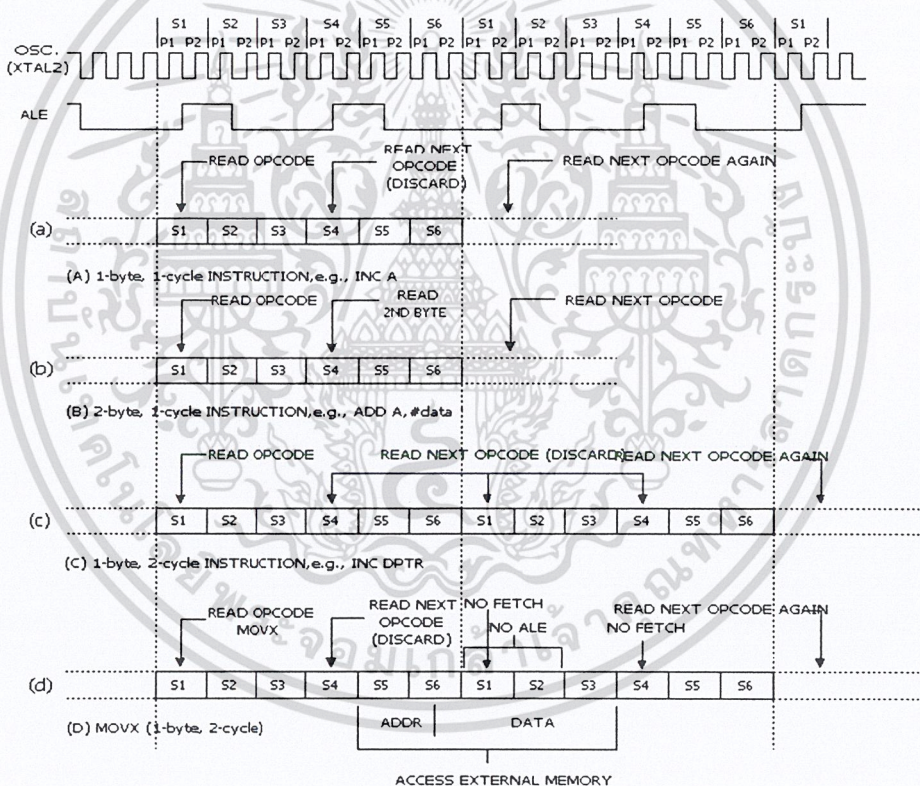 S1 S2 S3 S4 S5 S6 S1 S2 S3 S4 S5 S6 S1
P1 P2 P1 P2 P1 P2 P1 P2 P1 P2 P1 P2 P1 P2 P1 P2 P1 P2 P1 P2 P1 P2 P1 P2 P1 P2
OSC.
(XTAL2)
ALE
READ OPCODE
READ NEXT
OPCODE
(DISCARD)
READ NEXT OPCODE AGAIN
(a)
S1 S2 S3 S4 S5 S6
(A) 1-byte, 1-cycle INSTRUCTION,e.g., INC A
READ OPCODE
READ
2ND BYTE
READ NEXT OPCODE
(b)
S1 S2 S3 S4 S5 S6
(B) 2-byte, 1-cycle INSTRUCTION,e.g., ADD A, #data
READ OPCODE
READ NEXT OPCODE (DISCARD)
READ NEXT OPCODE AGAIN
(c)
S1 S2 S3 S4 S5 S6 S1 S2 S3 S4 S5 S6
(C) 1-byte, 2-cycle INSTRUCTION,e.g., INC DPTR
READ OPCODE
MOVX
READ NEXT
OPCODE
(DISCARD)
NO FETCH
NO ALE
READ NEXT OPCODE AGAIN
NO FETCH
(d)
S1 S2 S3 S4 S5 S6 S1 S2 S3 S4 S5 S6
(D) MOVX (1-byte, 2-cycle)
ADDR
DATA
ACCESS EXTERNAL MEMORY